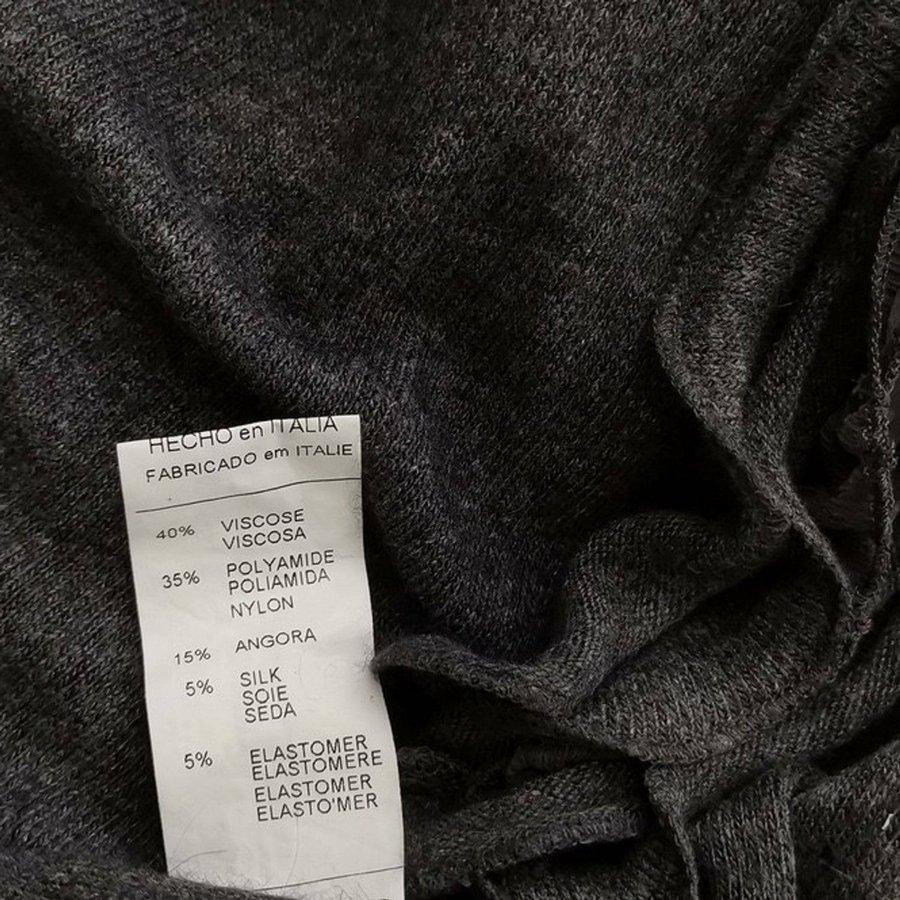 HECHO en ITALIA
FABRICADO em ITALIE
40% VISCOSE
VISCOSA
35% POLYAMIDE
POLIAMIDA
NYLON
15% ANGORA
5% SILK
SOIE
SEDA
5% ELASTOMER
ELASTOMERE
ELASTOMER
ELASTO'MER